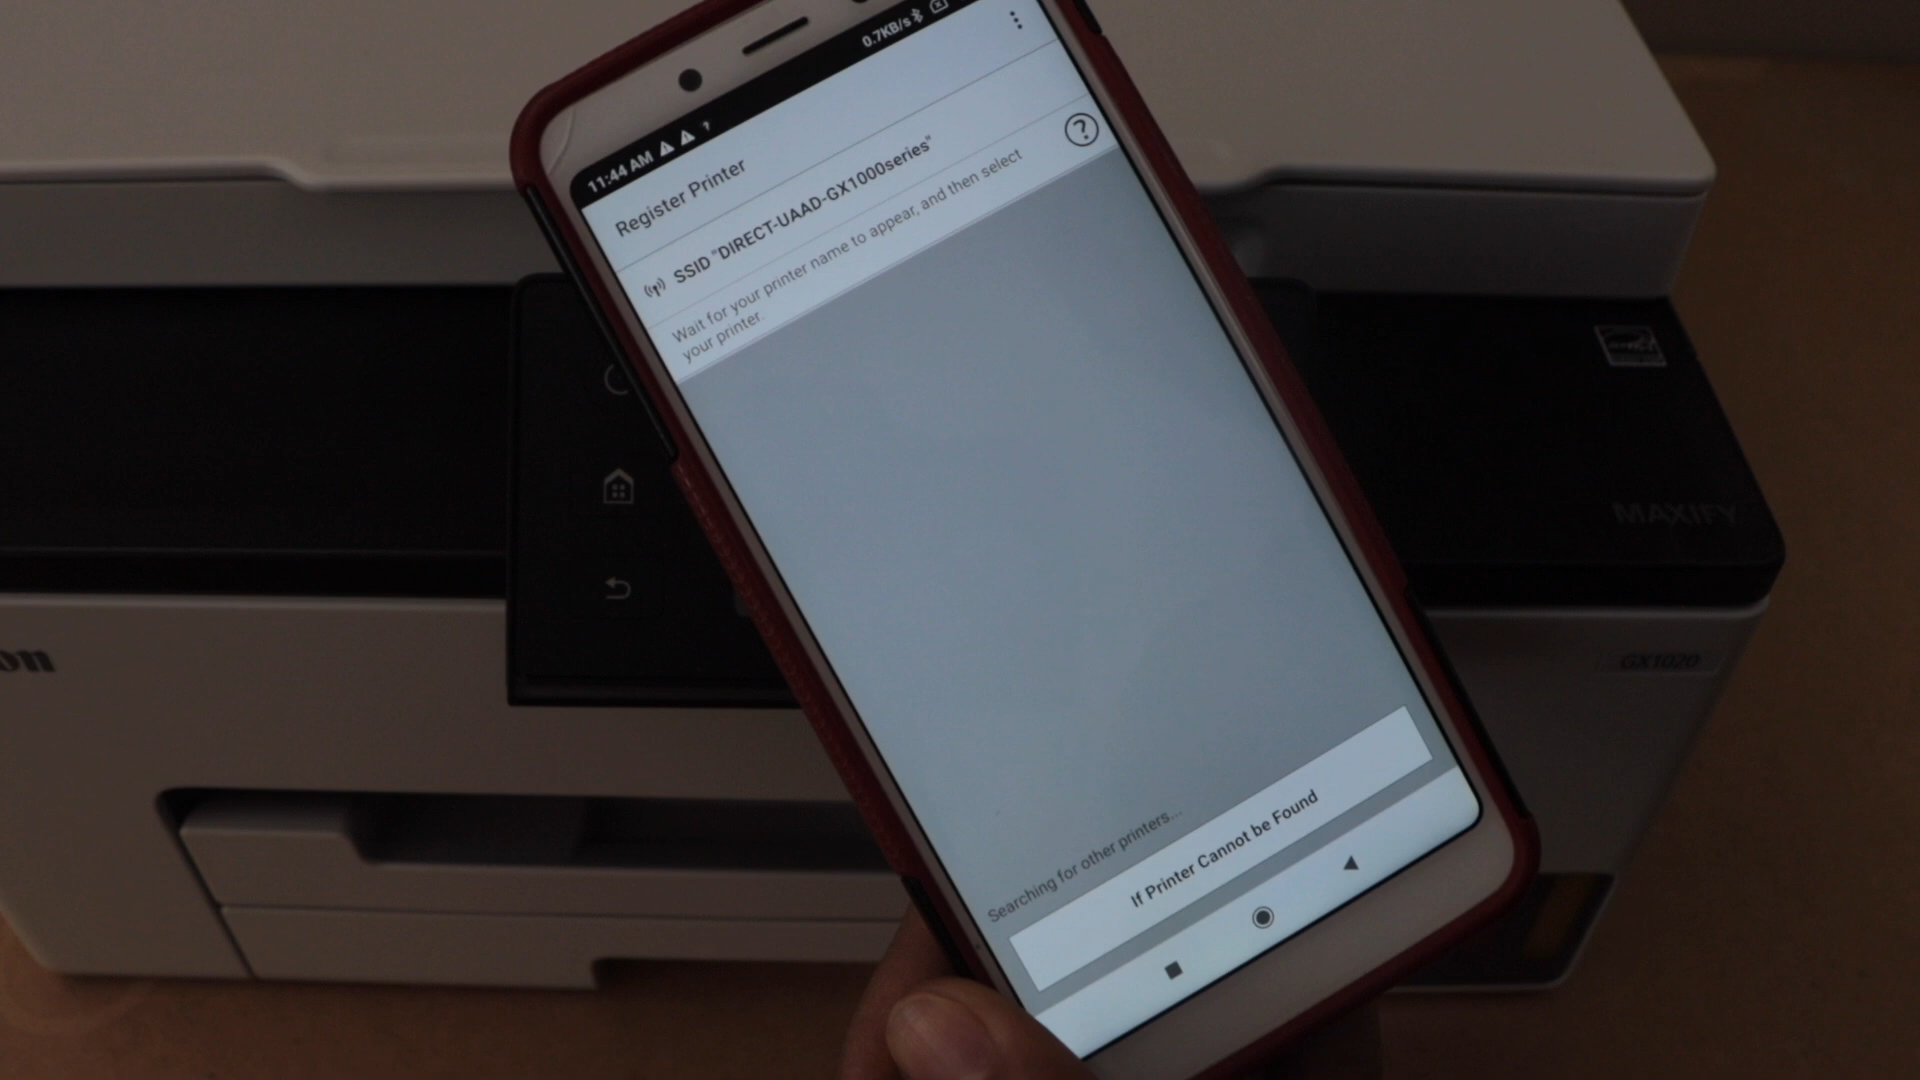 0.7KB/s
11:44 AM
Register Printer
SSID "DIRECT-UAAD-GX1000series"
Wait for your printer name to appear, and then select
your printer.
Searching for other printers...
If Printer Cannot be Found
MAXIFY
GX1020
on